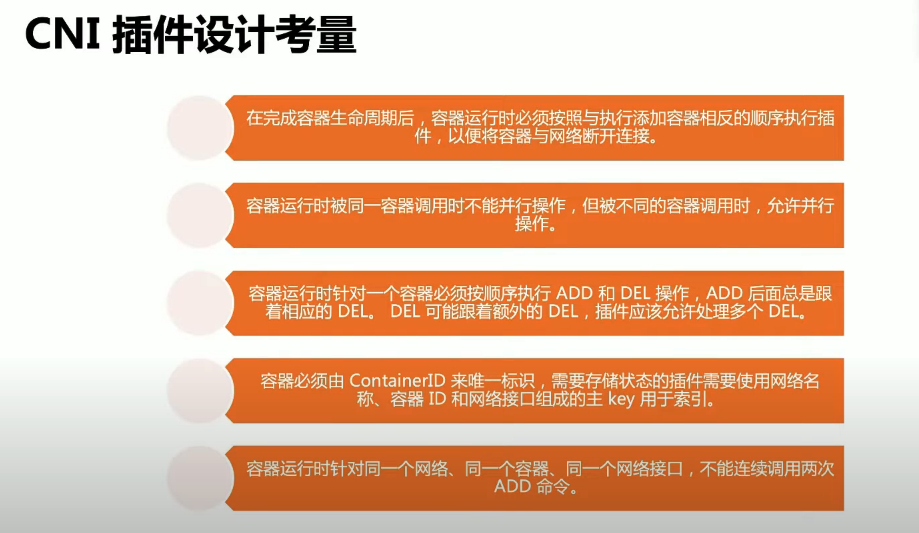 CNI 插件设计考量
在完成容器生命周期后，容器运行时必须按照与执行添加容器相反的顺序执行插
件，以便将容器与网络断开连接。
容器运行时被同一容器调用时不能并行操作，但被不同的容器调用时，允许并行
操作。
容器运行时针对一个容器必须按顺序执行 ADD 和 DEL 操作，ADD 后面总是跟
着相应的 DEL。 DEL 可能跟着额外的 DEL，插件应该允许处理多个 DEL。
容器必须由 ContainerID 来唯一标识，需要存储状态的插件需要使用网络名
称、容器 ID 和网络接口组成的主 key 用于索引。
容器运行时针对同一个网络、同一个容器、同一个网络接口，不能连续调用两次
ADD 命令。